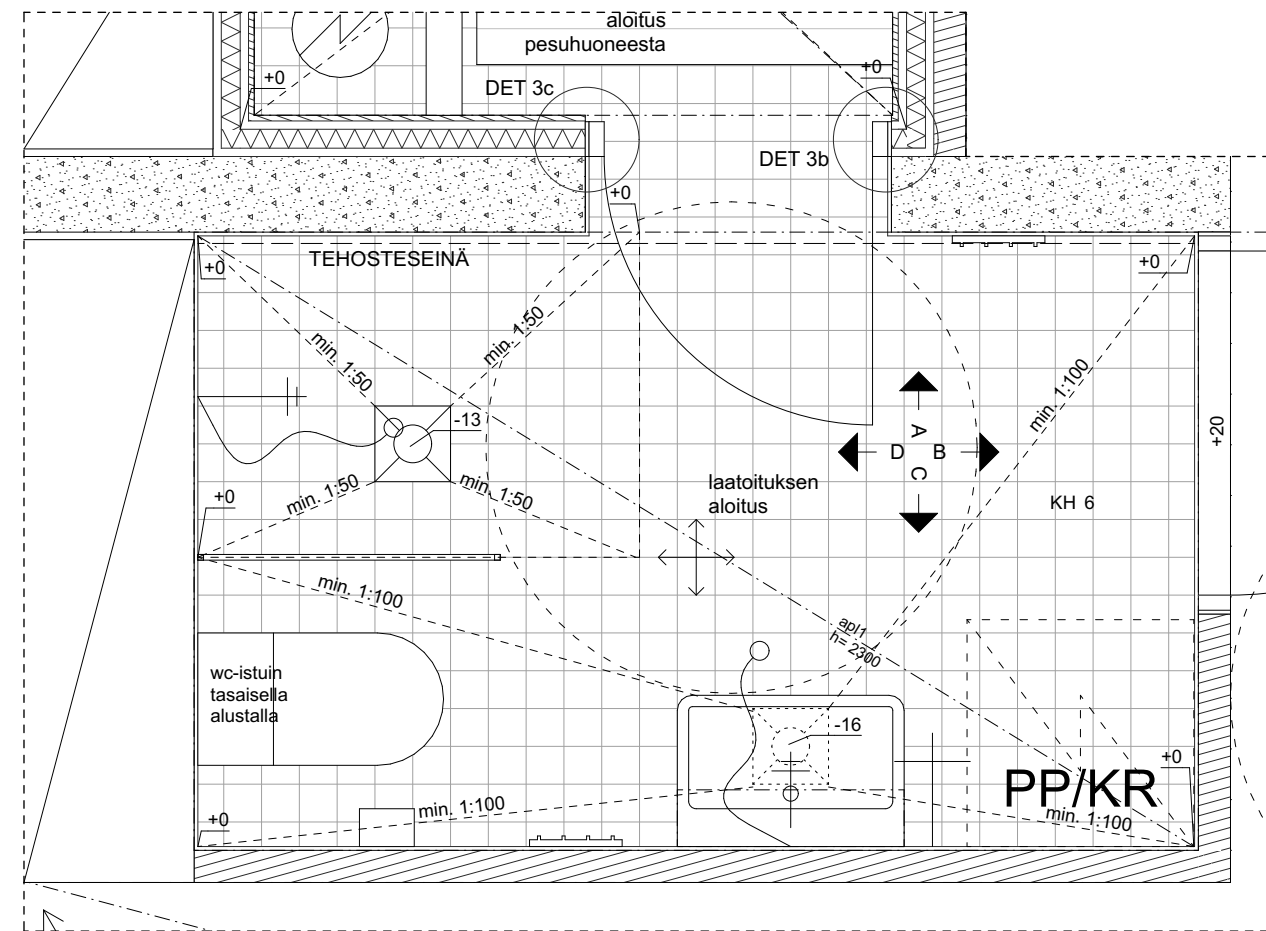 aloitus
pesuhuoneesta
+0
+0
DET 3c
DET 3b
+0
TEHOSTESEINÄ
+0
+0
min. 1:50
min. 1:50
min. 1:100
-13
+20
A
D B
C
laatoituksen
aloitus
KH 6
min. 1:50
min. 1:50
+0
min. 1:100
apl1
h= 2300
wc-istuin
tasaisella
alustalla
-16
+0
PP/KR
min. 1:100
min. 1:100
+0